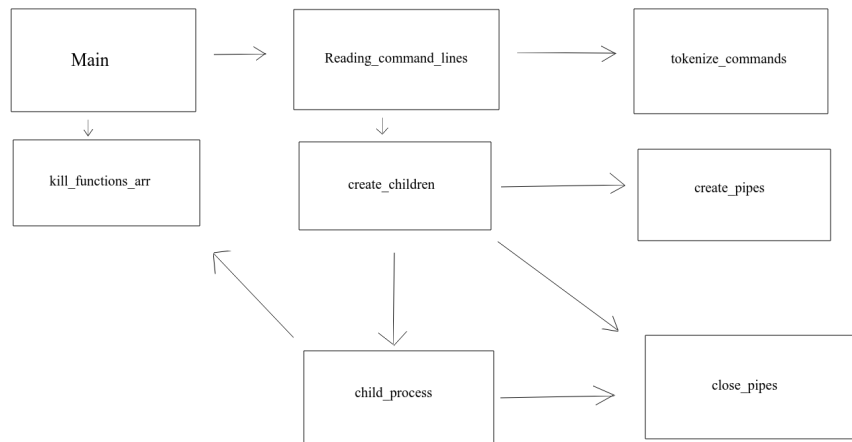 Main
Reading_command_lines
tokenize_commands
kill_functions_arr
create_children
create_pipes
child_process
close_pipes